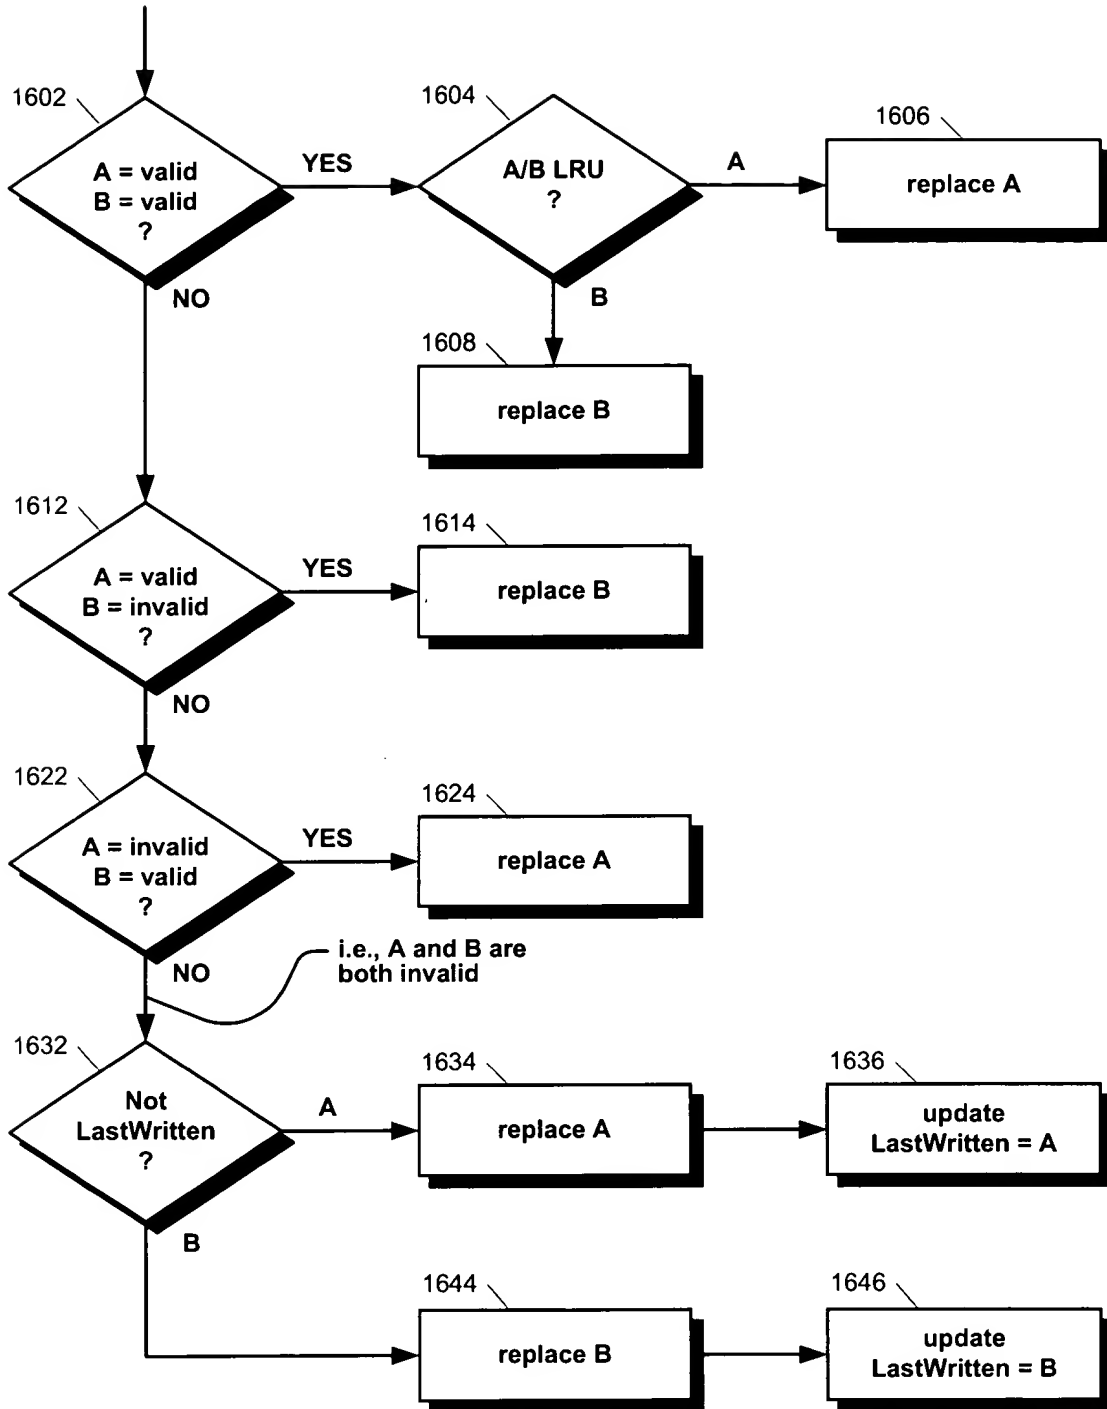 1602
A = valid
B = valid
?
YES
NO
1604
A/B LRU
?
A
B
1606
replace A
1608
replace B
1612
A = valid
B = invalid
?
YES
NO
1614
replace B
1622
A = invalid
B = valid
?
YES
NO
1624
replace A
i.e., A and B are
both invalid
1632
Not
LastWritten
?
A
B
1634
replace A
1636
update
LastWritten = A
1644
replace B
1646
update
LastWritten = B